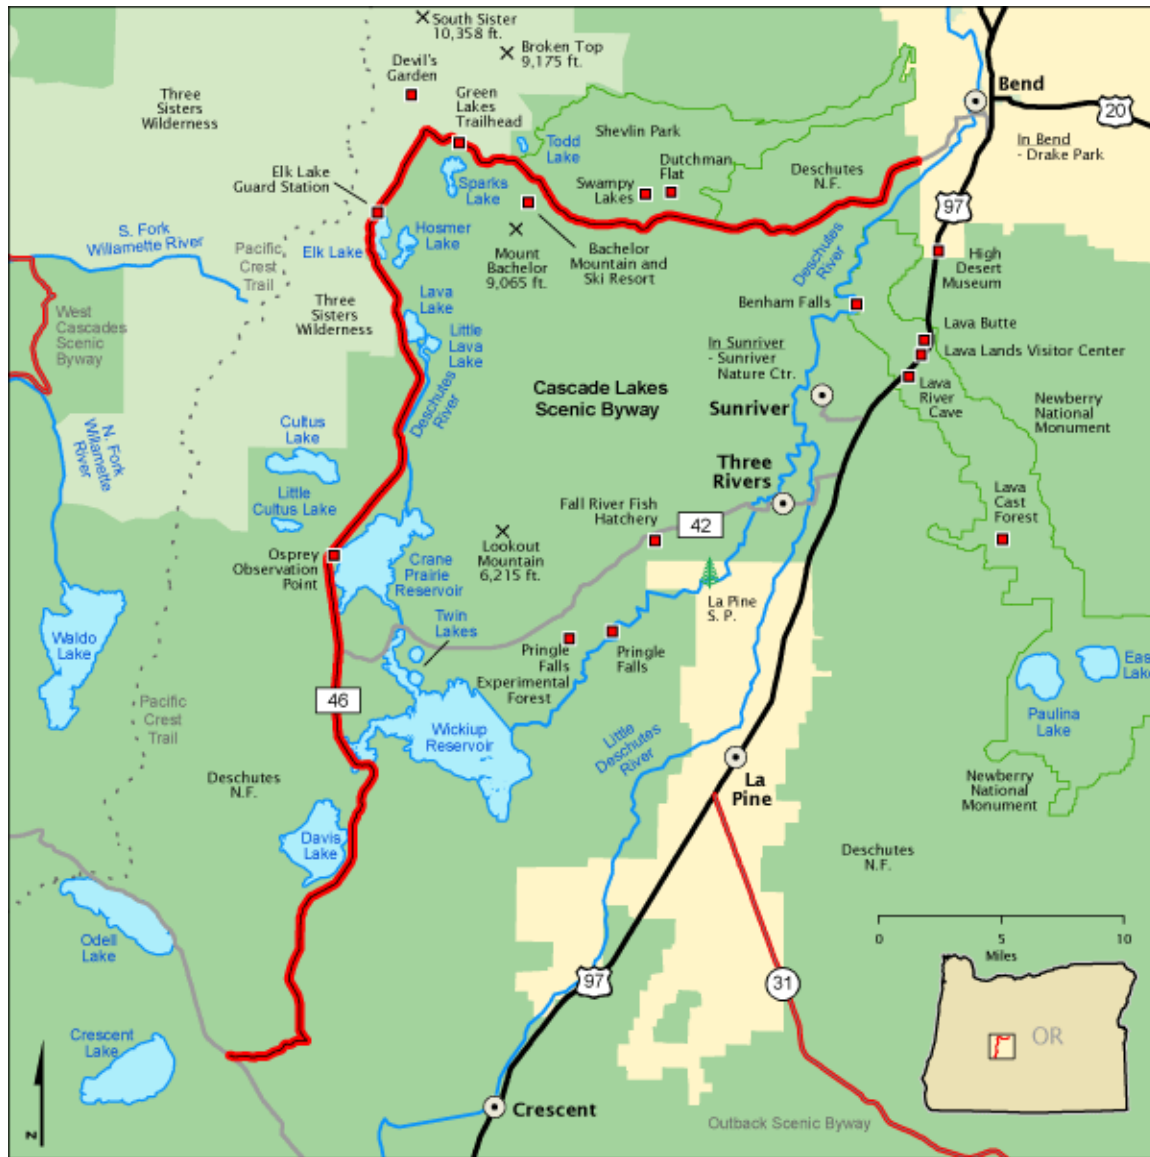 South Sister
10,358 ft.
Broken Top
9,175 ft.
Devil's
Garden
Green
Lakes
Trailhead
Three
Sisters
Wilderness
Bend
20
In Bend
- Drake Park
Shevlin Park
Todd
Lake
Dutchman
Flat
Swampy
Lakes
Deschutes
N.F.
Elk Lake
Guard Station
Sparks
Lake
97
S. Fork
Willamette River
Pacific
Crest
Trail
Elk Lake
Hosmer
Lake
Mount
Bachelor
9,065 ft.
Bachelor
Mountain and
Ski Resort
Deschutes
River
High
Desert
Museum
West
Cascades
Scenic
Byway
Three
Sisters
Wilderness
Lava
Lake
Little
Lava
Lake
Benham Falls
Lava Butte
Lava Lands Visitor Center
Lava
River
Cave
In Sunriver
- Sunriver
Nature Ctr.
Sunriver
Cascade Lakes
Scenic Byway
Deschutes
River
Newberry
National
Monument
N. Fork
Willamette
River
Cultus
Lake
Little
Cultus Lake
Three
Rivers
Fall River Fish
Hatchery
42
Lava
Cast
Forest
Osprey
Observation
Point
Crane
Prairie
Reservoir
Lookout
Mountain
6,215 ft.
La Pine
S. P.
Twin
Lakes
Waldo
Lake
Pringle
Falls
Experimental
Forest
Pringle
Falls
East
Lake
Paulina
Lake
46
Pacific
Crest
Trail
Wickiup
Reservoir
Little
Deschutes
River
La
Pine
Deschutes
N.F.
Newberry
National
Monument
Davis
Lake
Deschutes
N.F.
Odell
Lake
0 5 10
Miles
97
31
OR
Crescent
Lake
N
Crescent
Outback Scenic Byway